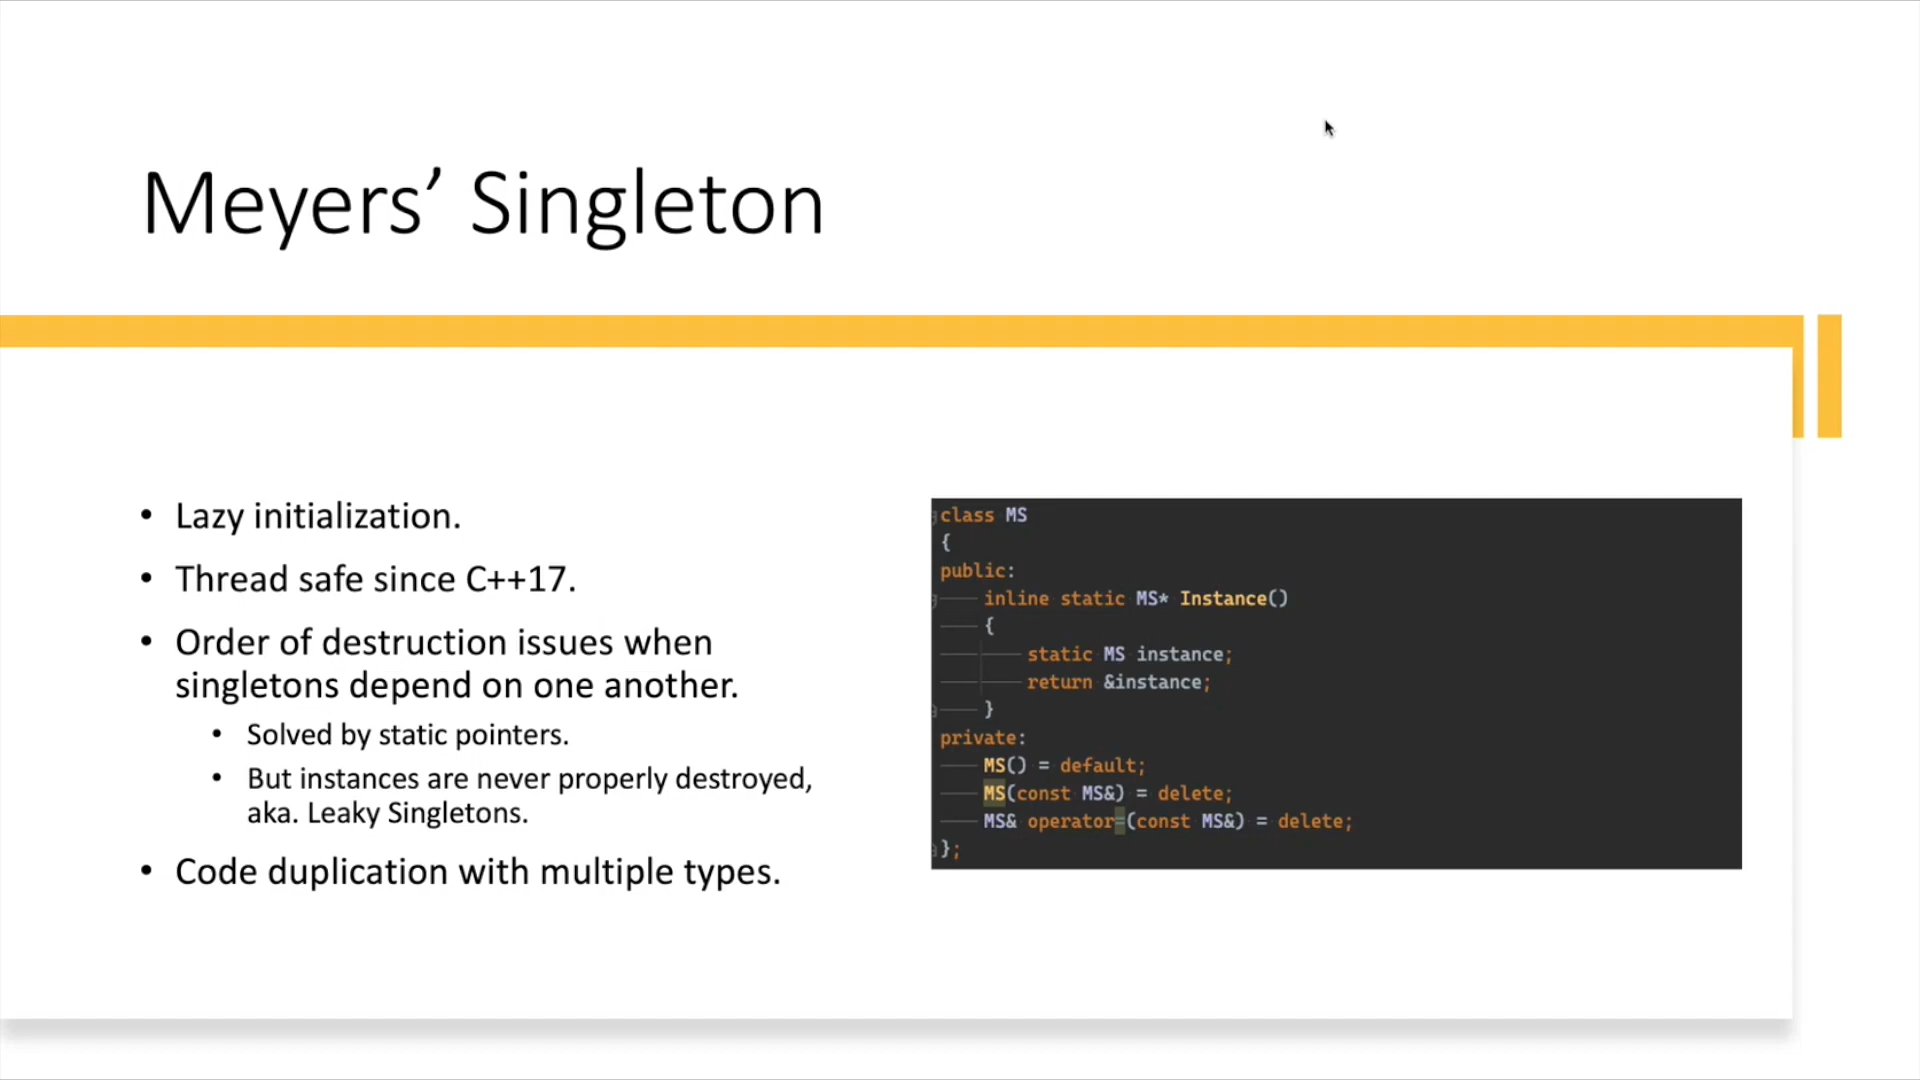 Meyers’ Singleton
• Lazy initialization.
• Thread safe since C++17.
• Order of destruction issues when
singletons depend on one another.
• Solved by static pointers.
• But instances are never properly destroyed,
aka. Leaky Singletons.
• Code duplication with multiple types.
class MS
{
public:
inline static MS* Instance()
{
static MS instance;
return &instance;
}
private:
MS() = default;
MS(const MS&) = delete;
MS& operator=(const MS&) = delete;
};